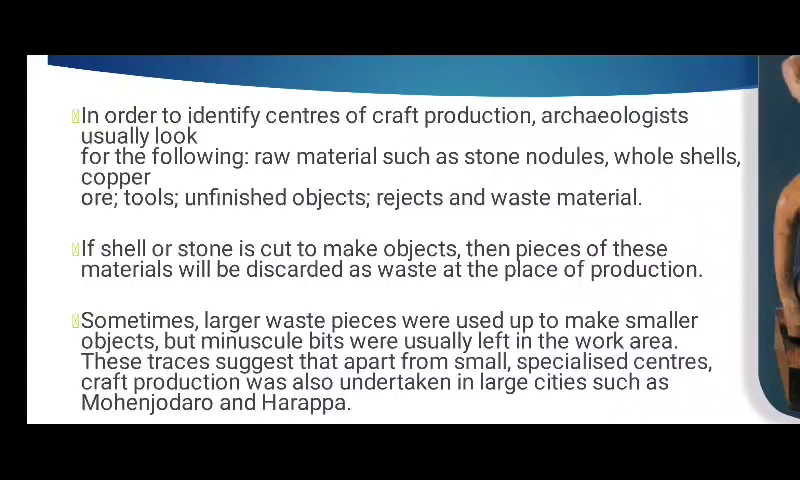 In order to identify centres of craft production, archaeologists
usually look
for the following: raw material such as stone nodules, whole shells,
copper
ore; tools; unfinished objects; rejects and waste material.
If shell or stone is cut to make objects, then pieces of these
materials will be discarded as waste at the place of production.
Sometimes, larger waste pieces were used up to make smaller
objects, but minuscule bits were usually left in the work area.
These traces suggest that apart from small, specialised centres,
craft production was also undertaken in large cities such as
Mohenjodaro and Harappa.